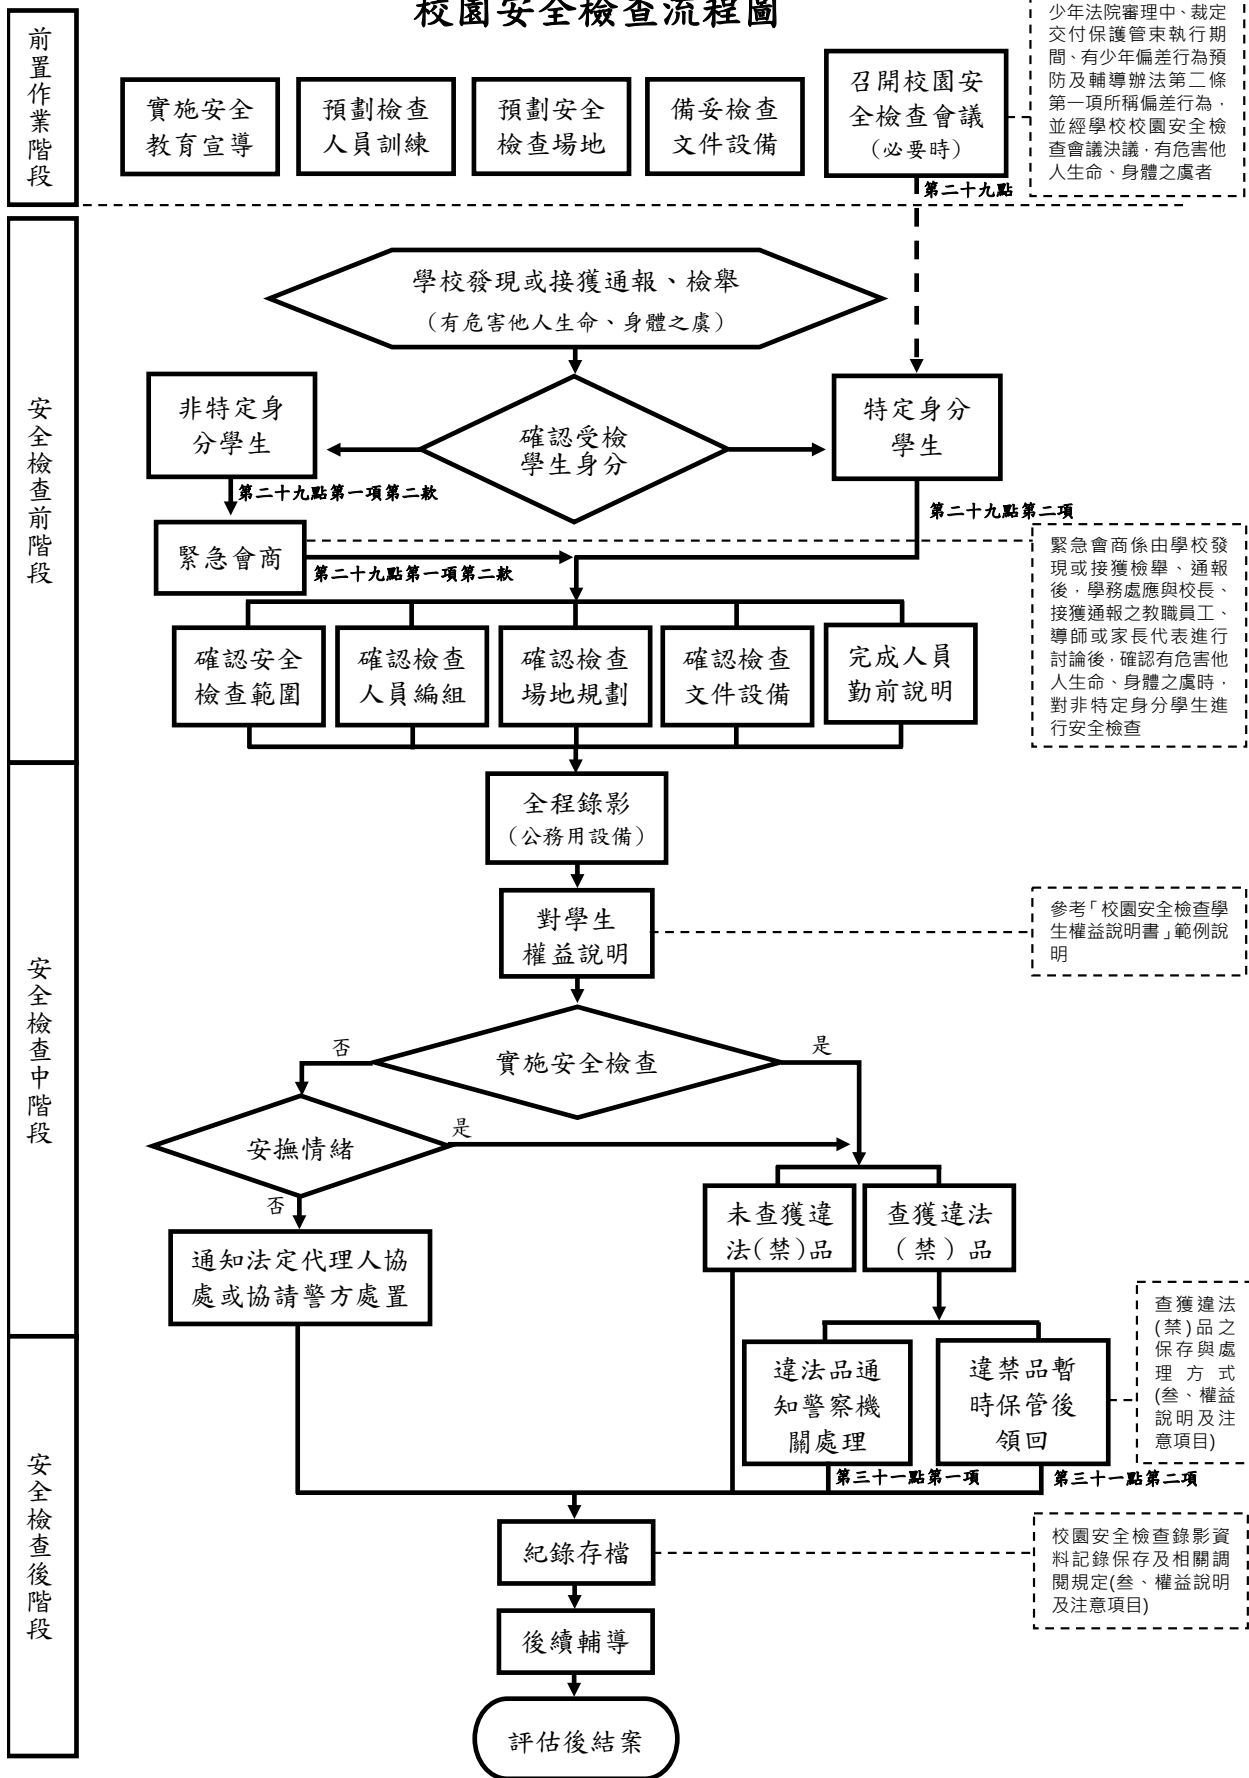 校園安全檢查流程圖
前置作業階段
實施安全
教育宣導
預劃檢查
人員訓練
預劃安全
檢查場地
備妥檢查
文件設備
召開校園安
全檢查會議
(必要時)
少年法院審理中、裁定
交付保護管束執行期
間、有少年偏差行為預
防及輔導辦法第二條
第一項所稱偏差行為，
並經學校校園安全檢
查會議決議，有危害他
人生命、身體之虞者
第二十九點
安全檢查前階段
學校發現或接獲通報、檢舉
（有危害他人生命、身體之虞）
非特定身
分學生
確認受檢
學生身分
特定身分
學生
第二十九點第一項第二款
第二十九點第二項
緊急會商
第二十九點第一項第二款
緊急會商係由學校發
現或接獲檢舉、通報
後，學務處應與校長、
接獲通報之教職員工、
導師或家長代表進行
討論後，確認有危害他
人生命、身體之虞時，
對非特定身分學生進
行安全檢查
確認安全
檢查範圍
確認檢查
人員編組
確認檢查
場地規劃
確認檢查
文件設備
完成人員
勤前說明
安全檢查中階段
全程錄影
（公務用設備）
對學生
權益說明
參考「校園安全檢查學
生權益說明書」範例說
明
實施安全檢查
否
是
安撫情緒
是
否
未查獲違
法(禁)品
查獲違法
（禁）品
通知法定代理人協
處或協請警方處置
查獲違法
(禁)品之
保存與處
理方式
(叁、權益
說明及注
意項目)
安全檢查後階段
違法品通
知警察機
關處理
違禁品暫
時保管後
領回
第三十一點第一項
第三十一點第二項
紀錄存檔
校園安全檢查錄影資
料記錄保存及相關調
閱規定(叁、權益說明
及注意項目)
後續輔導
評估後結案